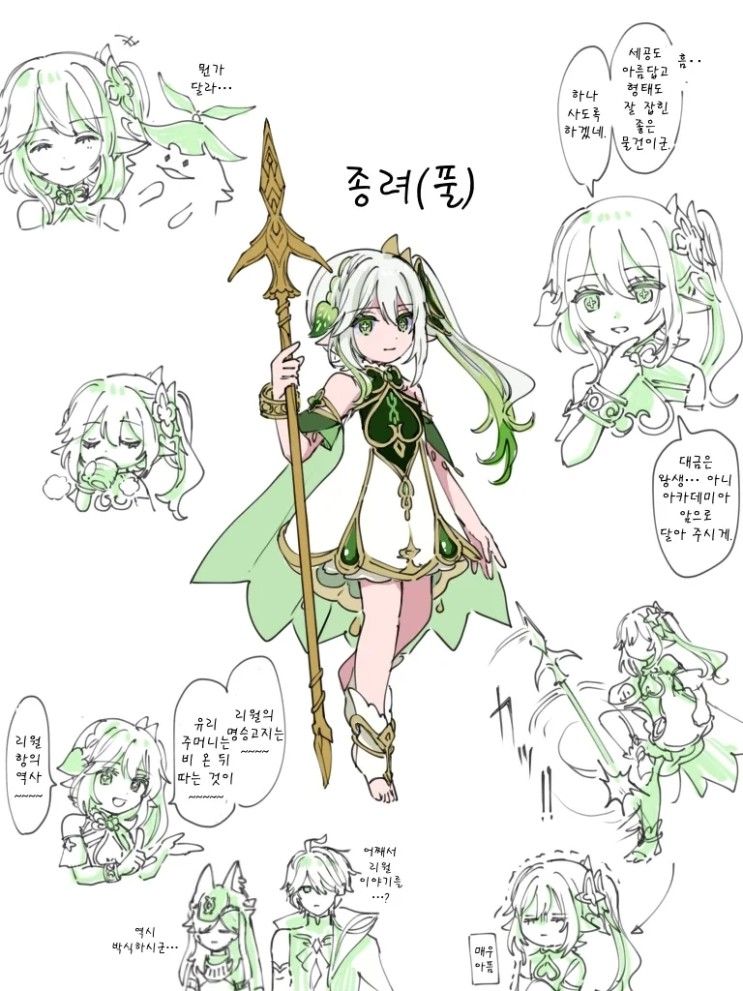 뭔가
달라…
종려(풀)
흠..
세공도
아름답고
형태도
잘 잡힌
좋은
물건이군.
하나
사도록
하겠네.
대금은
왕생… 아니
아카데미아
앞으로
달아 주시게.
리월의
명승고지는
~~~~
유리
주머니는
비 온 뒤
따는 것이
~~~~~
리월
항의
역사
~~~~
カッ…!!
어째서
리월
이야기를
…?
역시
박식하시군…
매우
아픔